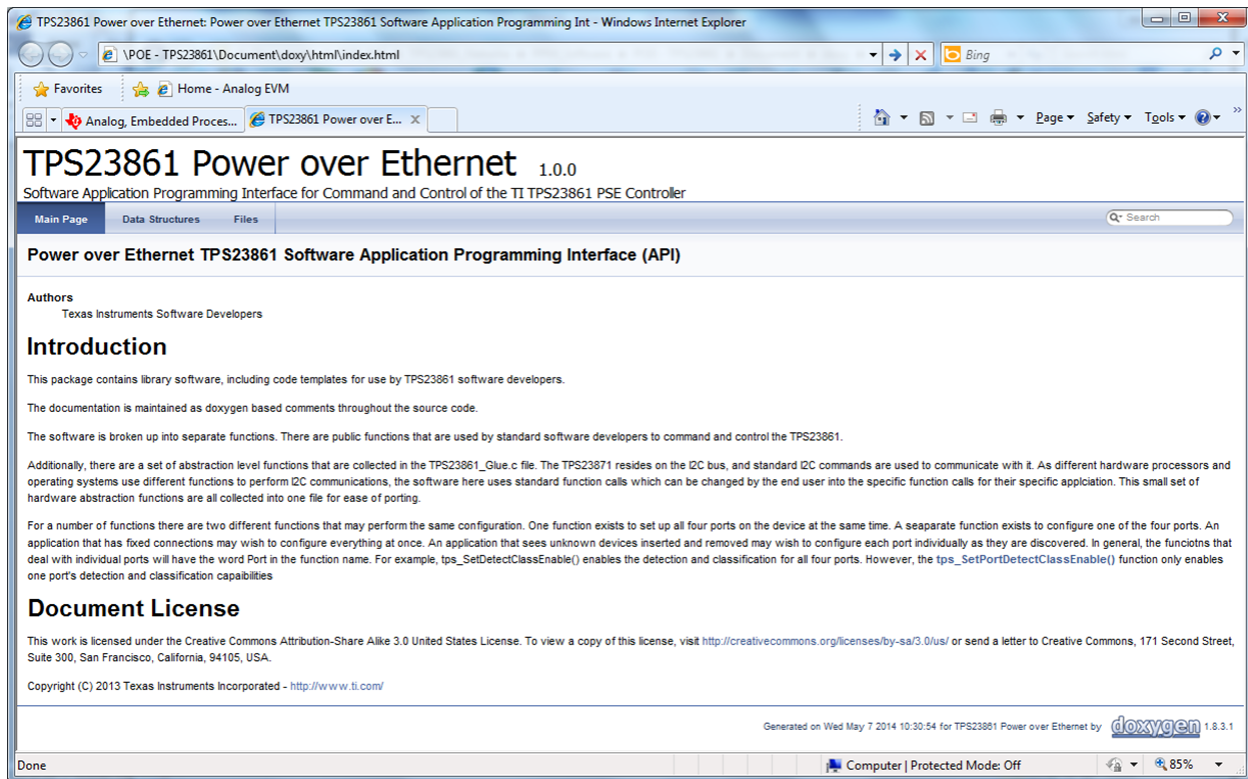 TPS23861 Power over Ethernet: Power over Ethernet TPS23861 Software Application Programming Int - Windows Internet Explorer
\POE - TPS23861\Document\doxy\html\index.html
Bing
Favorites
Home - Analog EVM
Analog, Embedded Proces...
TPS23861 Power over E...
Page
Safety
Tools
TPS23861 Power over Ethernet 1.0.0
Software Application Programming Interface for Command and Control of the TI TPS23861 PSE Controller
Main Page
Data Structures
Files
Search
Power over Ethernet TPS23861 Software Application Programming Interface (API)
Authors
Texas Instruments Software Developers
Introduction
This package contains library software, including code templates for use by TPS23861 software developers.
The documentation is maintained as doxygen based comments throughout the source code.
The software is broken up into separate functions. There are public functions that are used by standard software developers to command and control the TPS23861.
Additionally, there are a set of abstraction level functions that are collected in the TPS23861_Glue.c file. The TPS23871 resides on the I2C bus, and standard I2C commands are used to communicate with it. As different hardware processors and
operating systems use different functions to perform I2C communications, the software here uses standard function calls which can be changed by the end user into the specific function calls for their specific applciation. This small set of
hardware abstraction functions are all collected into one file for ease of porting.
For a number of functions there are two different functions that may perform the same configuration. One function exists to set up all four ports on the device at the same time. A seaparate function exists to configure one of the four ports. An
application that has fixed connections may wish to configure everything at once. An application that sees unknown devices inserted and removed may wish to configure each port individually as they are discovered. In general, the funciotns that
deal with individual ports will have the word Port in the function name. For example, tps_SetDetectClassEnable() enables the detection and classification for all four ports. However, the tps_SetPortDetectClassEnable() function only enables
one port's detection and classification capaibilities
Document License
This work is licensed under the Creative Commons Attribution-Share Alike 3.0 United States License. To view a copy of this license, visit http://creativecommons.org/licenses/by-sa/3.0/us/ or send a letter to Creative Commons, 171 Second Street,
Suite 300, San Francisco, California, 94105, USA.
Copyright (C) 2013 Texas Instruments Incorporated - http://www.ti.com/
Generated on Wed May 7 2014 10:30:54 for TPS23861 Power over Ethernet by doxygen 1.8.3.1
Done
Computer | Protected Mode: Off
85%